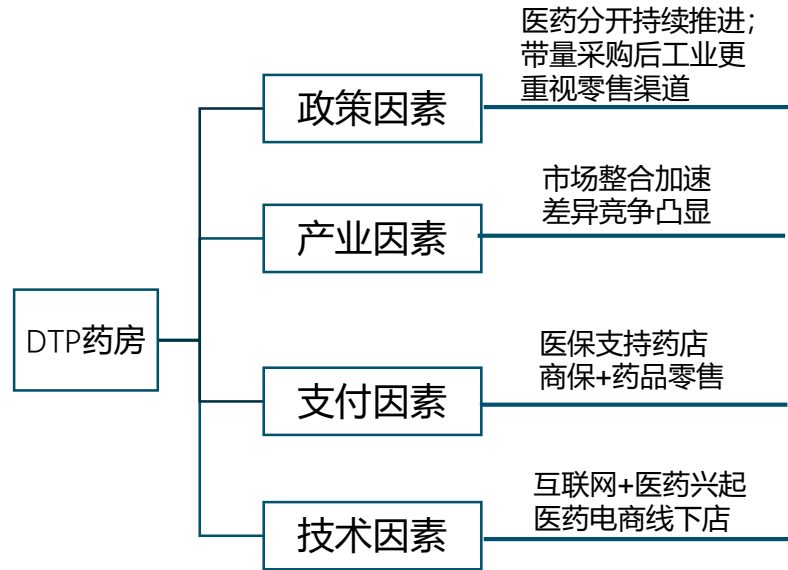 医药分开持续推进；
带量采购后工业更
重视零售渠道
政策因素
市场整合加速
差异竞争凸显
产业因素
DTP药房
医保支持药店
商保+药品零售
支付因素
互联网+医药兴起
医药电商线下店
技术因素